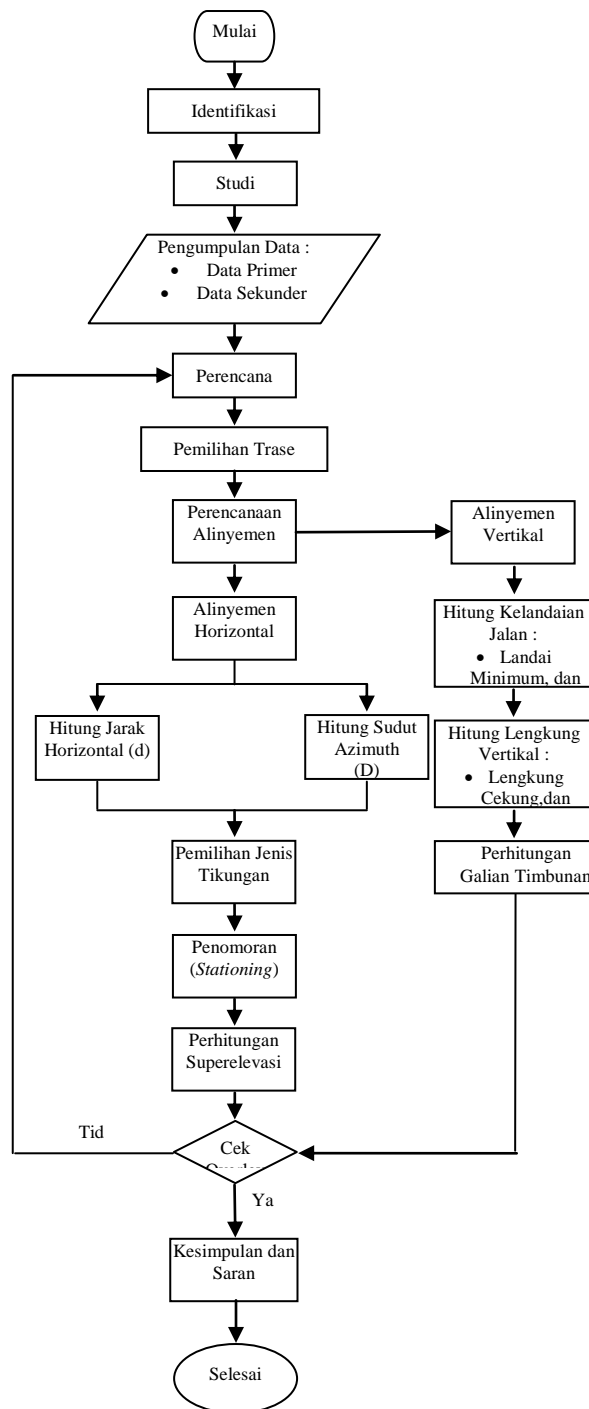 Mulai
Identifikasi
Studi
Pengumpulan Data :
• Data Primer
• Data Sekunder
Perencana
Pemilihan Trase
Perencanaan
Alinyemen
Alinyemen
Vertikal
Alinyemen
Horizontal
Hitung Kelandaian
Jalan :
• Landai
Minimum, dan
Hitung Jarak
Horizontal (d)
Hitung Sudut
Azimuth
(D)
Hitung Lengkung
Vertikal :
• Lengkung
Cekung,dan
Pemilihan Jenis
Tikungan
Perhitungan
Galian Timbunan
Penomoran
(Stationing)
Perhitungan
Superelevasi
Tid
Cek
Ya
Kesimpulan dan
Saran
Selesai